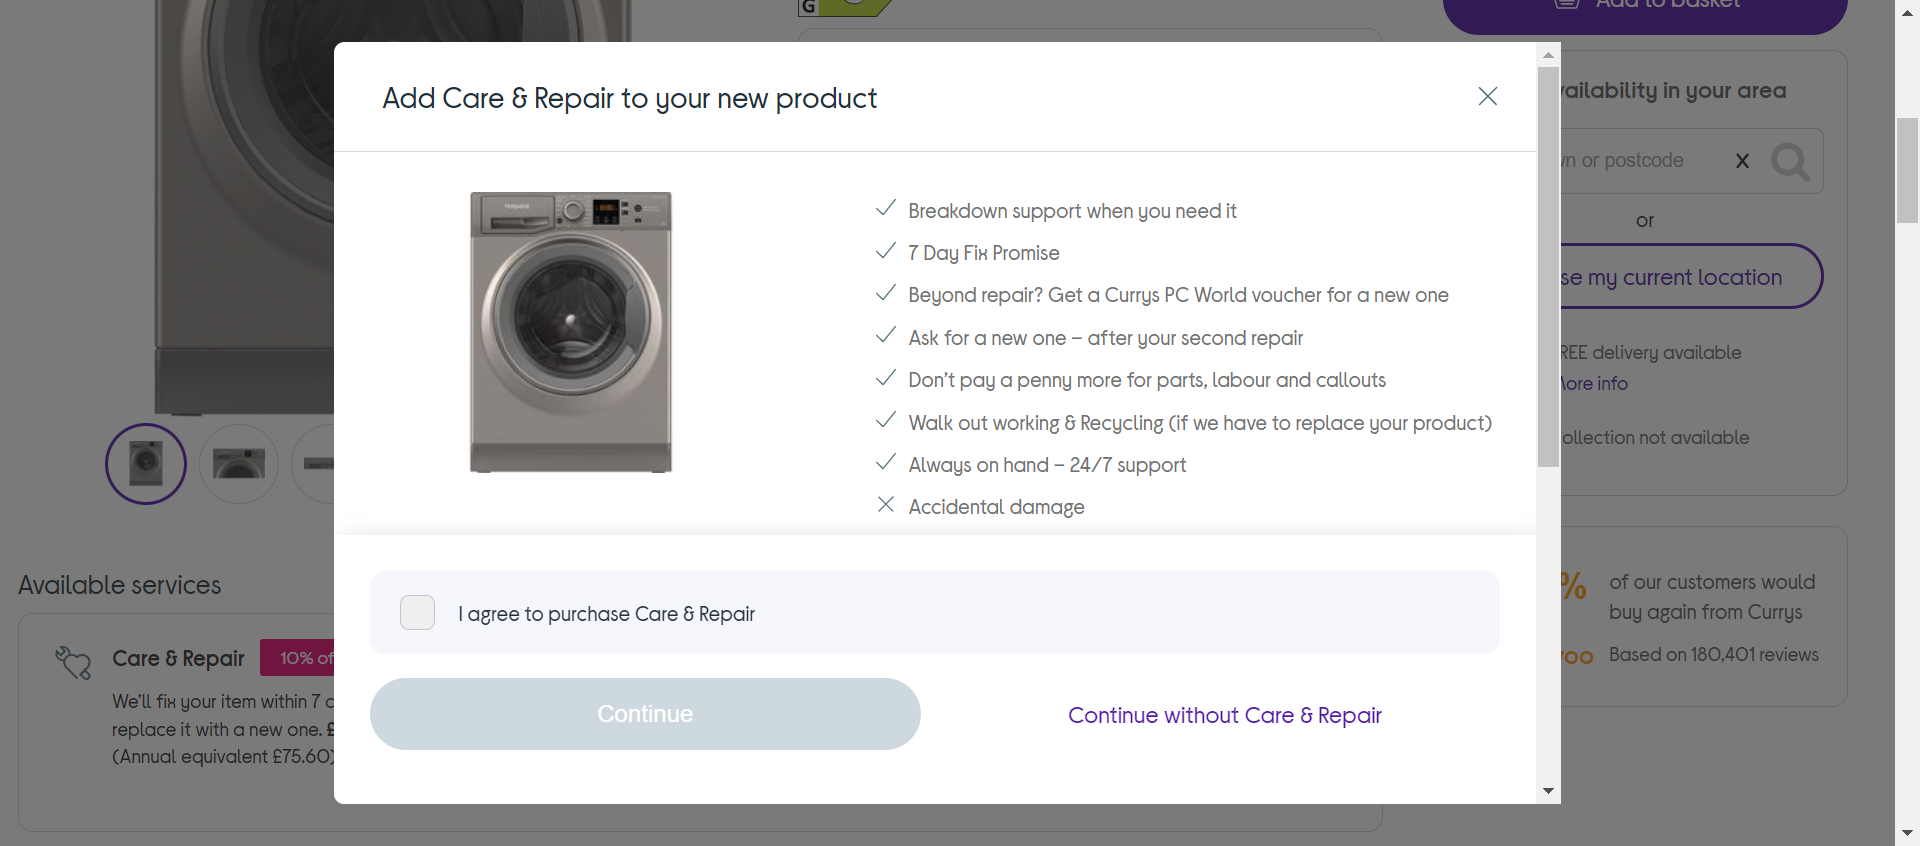 G
Add to basket
Add Care & Repair to your new product
vailability in your area
Breakdown support when you need it
7 Day Fix Promise
Beyond repair? Get a Currys PC World voucher for a new one
Ask for a new one – after your second repair
Don't pay a penny more for parts, labour and callouts
Walk out working & Recycling (if we have to replace your product)
Always on hand – 24/7 support
Accidental damage
wn or postcode X
or
se my current location
REE delivery available
More info
ollection not available
I agree to purchase Care & Repair
Continue
Continue without Care & Repair
Available services
Care & Repair 10% of
We'll fix your item within 7 d
replace it with a new one. £
(Annual equivalent £75.60)
% of our customers would
buy again from Currys
oo Based on 180,401 reviews